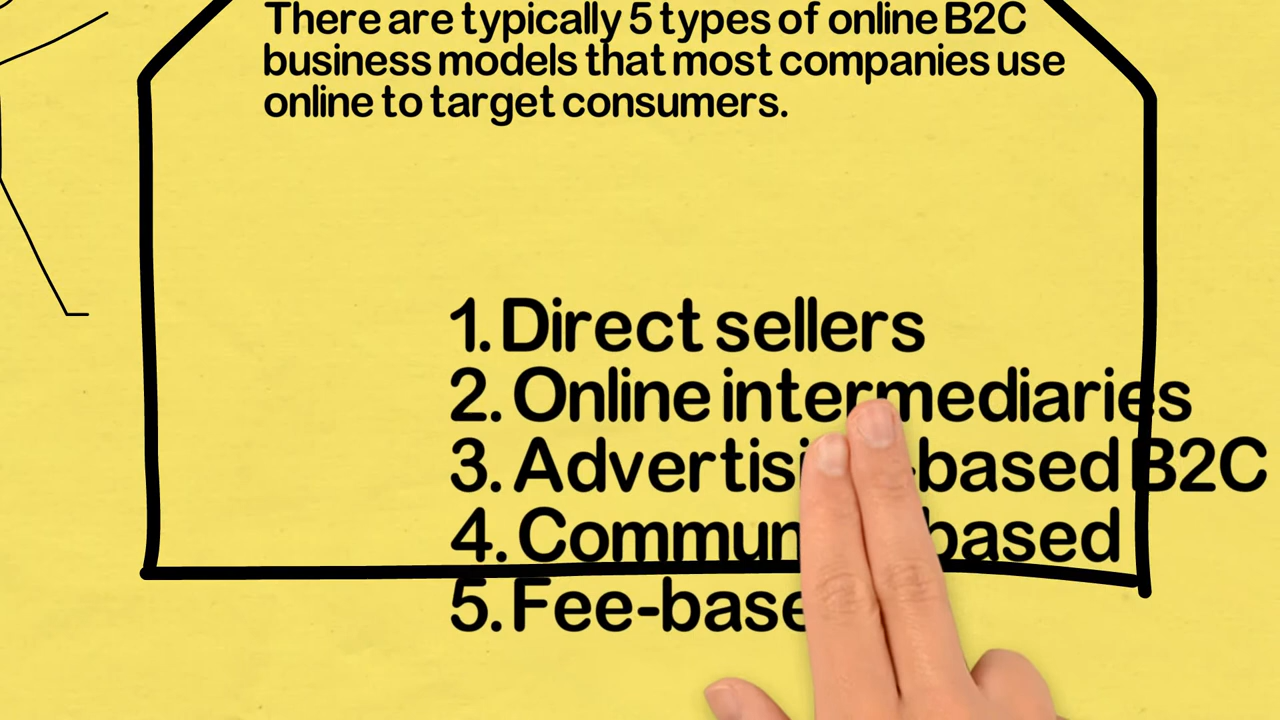 There are typically 5 types of online B2C
business models that most companies use
online to target consumers.
1. Direct sellers
2. Online intermediaries
3. -based B2C
4. based
5.